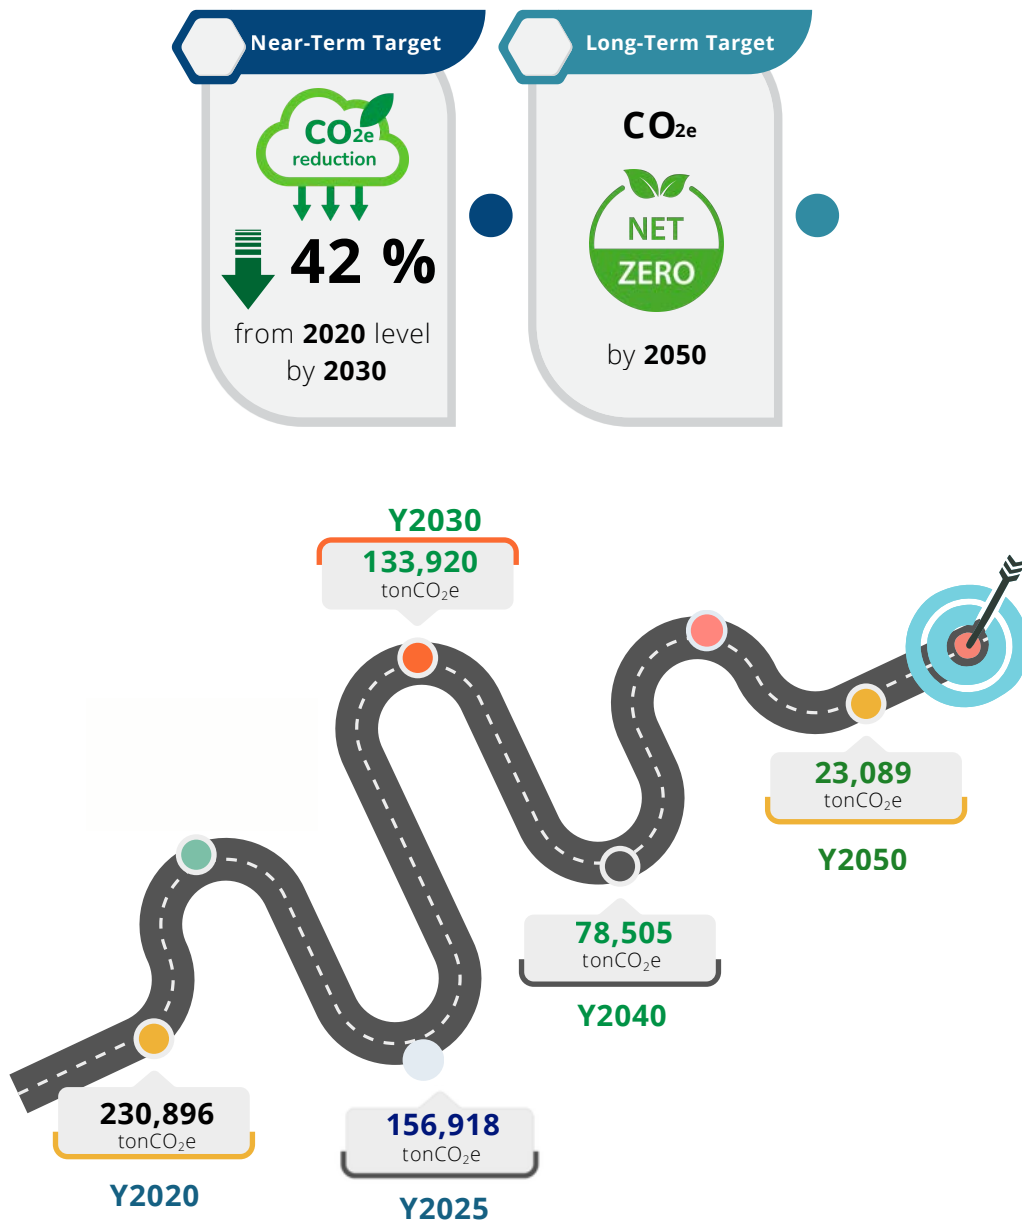 Near-Term Target
CO2e
reduction
42 %
from 2020 level
by 2030
Long-Term Target
CO2e
NET
ZERO
by 2050
Y2030
133,920
tonCO₂e
23,089
tonCO₂e
Y2050
78,505
tonCO₂e
Y2040
230,896
tonCO₂e
Y2020
156,918
tonCO₂e
Y2025